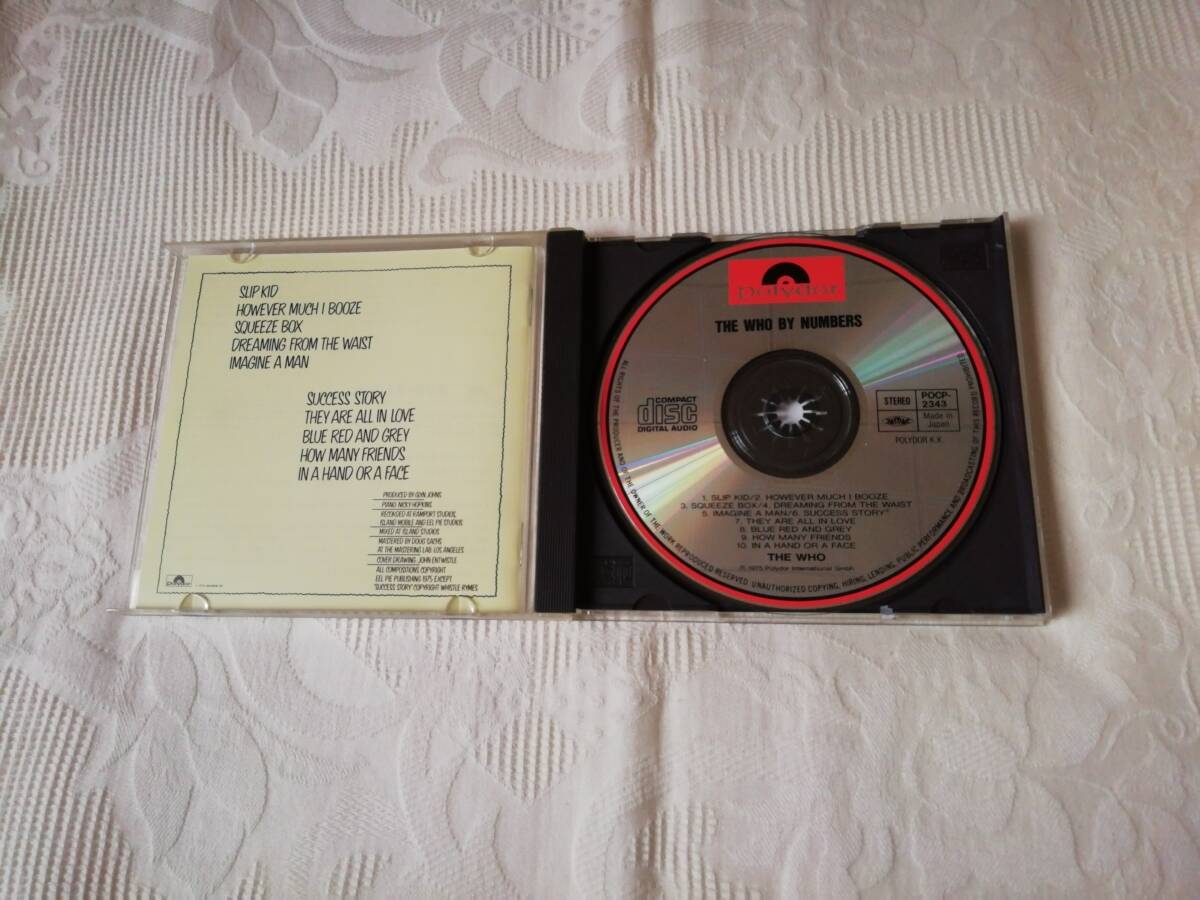 SLIP KID
HOWEVER MUCH I BOOZE
SQUEEZE BOX
DREAMING FROM THE WAIST
IMAGINE A MAN
SUCCESS STORY
THEY ARE ALL IN LOVE
BLUE RED AND GREY
HOW MANY FRIENDS
IN A HAND OR A FACE
PRODUCED BY GLYN JOHNS
PIANO: NICKY HOPKINS
RECORDED AT RAMPORT STUDIOS,
ISLAND MOBILE AND EEL PIE STUDIOS
MIXED AT ISLAND STUDIOS
MASTERED BY DOUG SACHS
AT THE MASTERING LAB. LOS ANGELES
COVER DRAWING JOHN ENTWISTLE
ALL COMPOSITIONS COPYRIGHT
EEL PIE PUBLISHING 1975 EXCEPT
'SUCCESS STORY' COPYRIGHT WHISTLE RYMES
polydor
THE WHO BY NUMBERS
COMPACT
disc
DIGITAL AUDIO
STEREO
POCP-
2343
Made in
Japan
POLYDOR K.K.
1. SLIP KID/2. HOWEVER MUCH I BOOZE
3. SQUEEZE BOX/4. DREAMING FROM THE WAIST
5. IMAGINE A MAN/6. SUCCESS STORY*
7. THEY ARE ALL IN LOVE
8. BLUE RED AND GREY
9. HOW MANY FRIENDS
10. IN A HAND OR A FACE
THE WHO
℗ 1975 Polydor International GmbH
ALL RIGHTS OF THE PRODUCER AND OF THE OWNER OF THE WORK REPRODUCED RESERVED. UNAUTHORIZED COPYING, HIRING, LENDING, PUBLIC PERFORMANCE AND BROADCASTING OF THIS RECORD PROHIBITED